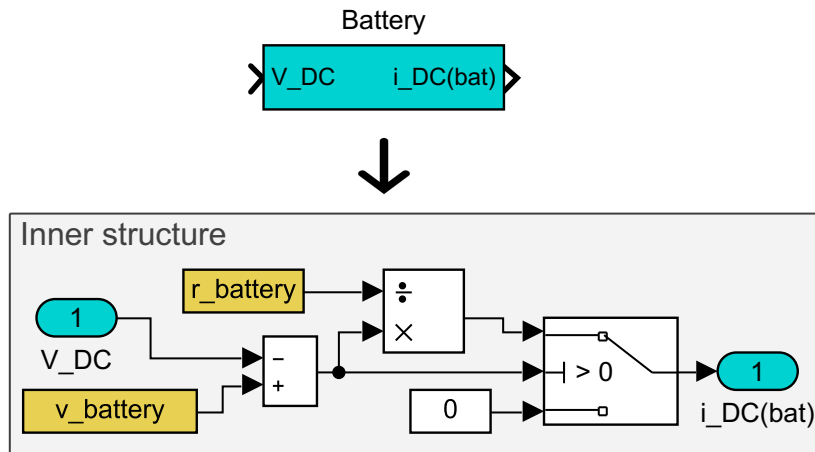 Battery
V_DC i_DC(bat)
Inner structure
r_battery
÷
×
1
V_DC
−
+
v_battery
> 0
0
1
i_DC(bat)